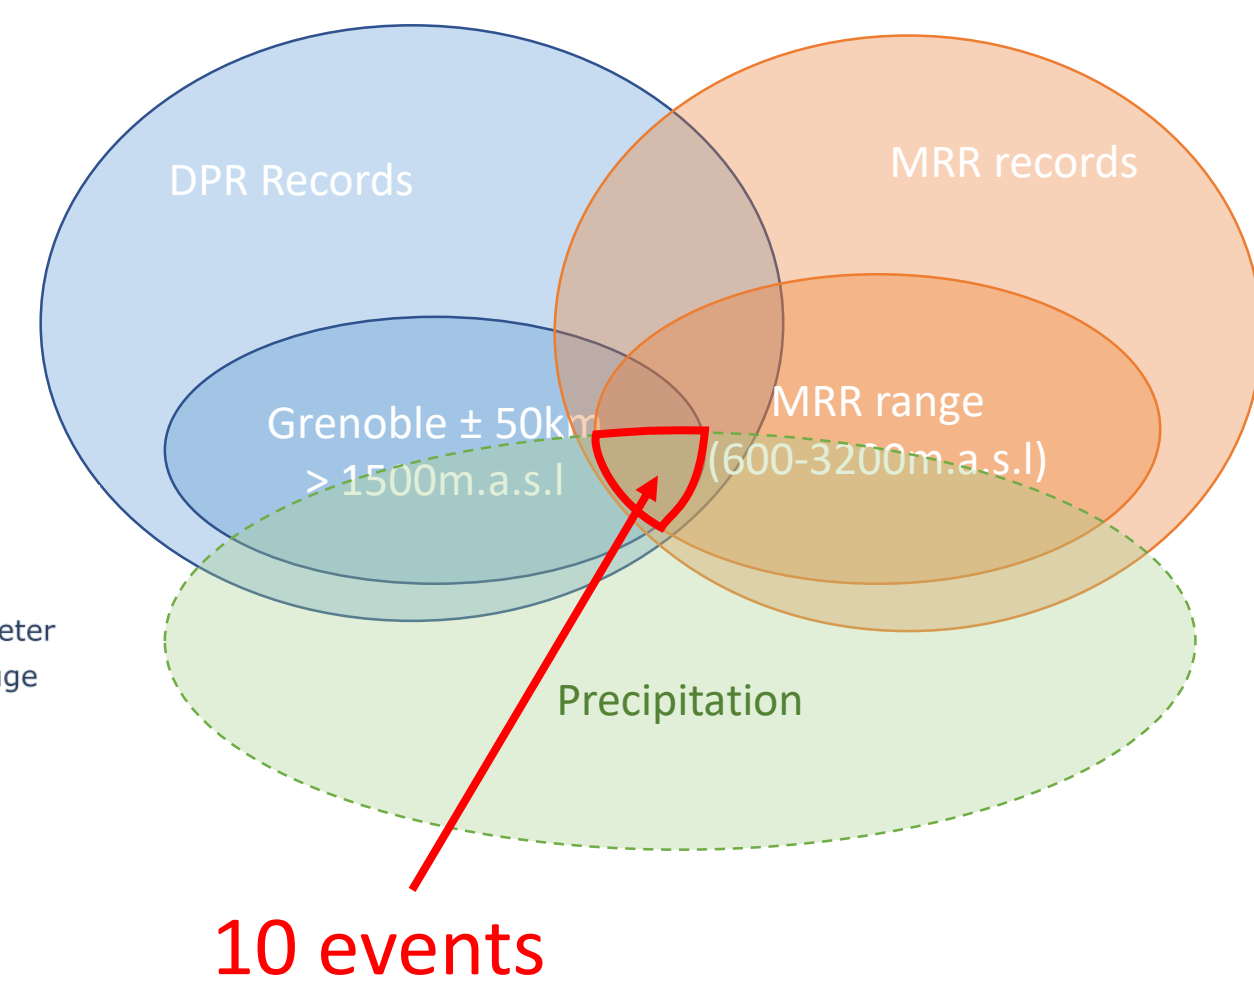 DPR Records
MRR records
Grenoble ± 50km
> 1500m.a.s.l
MRR range
(600-3200m.a.s.l)
Precipitation
10 events